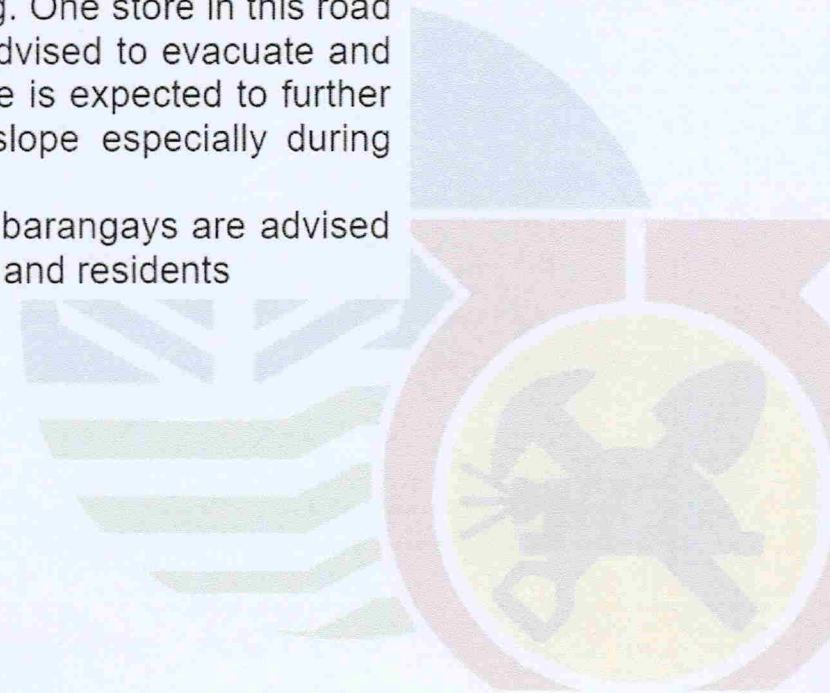 g. One store in this road
dvised to evacuate and
e is expected to further
slope especially during
barangays are advised
and residents